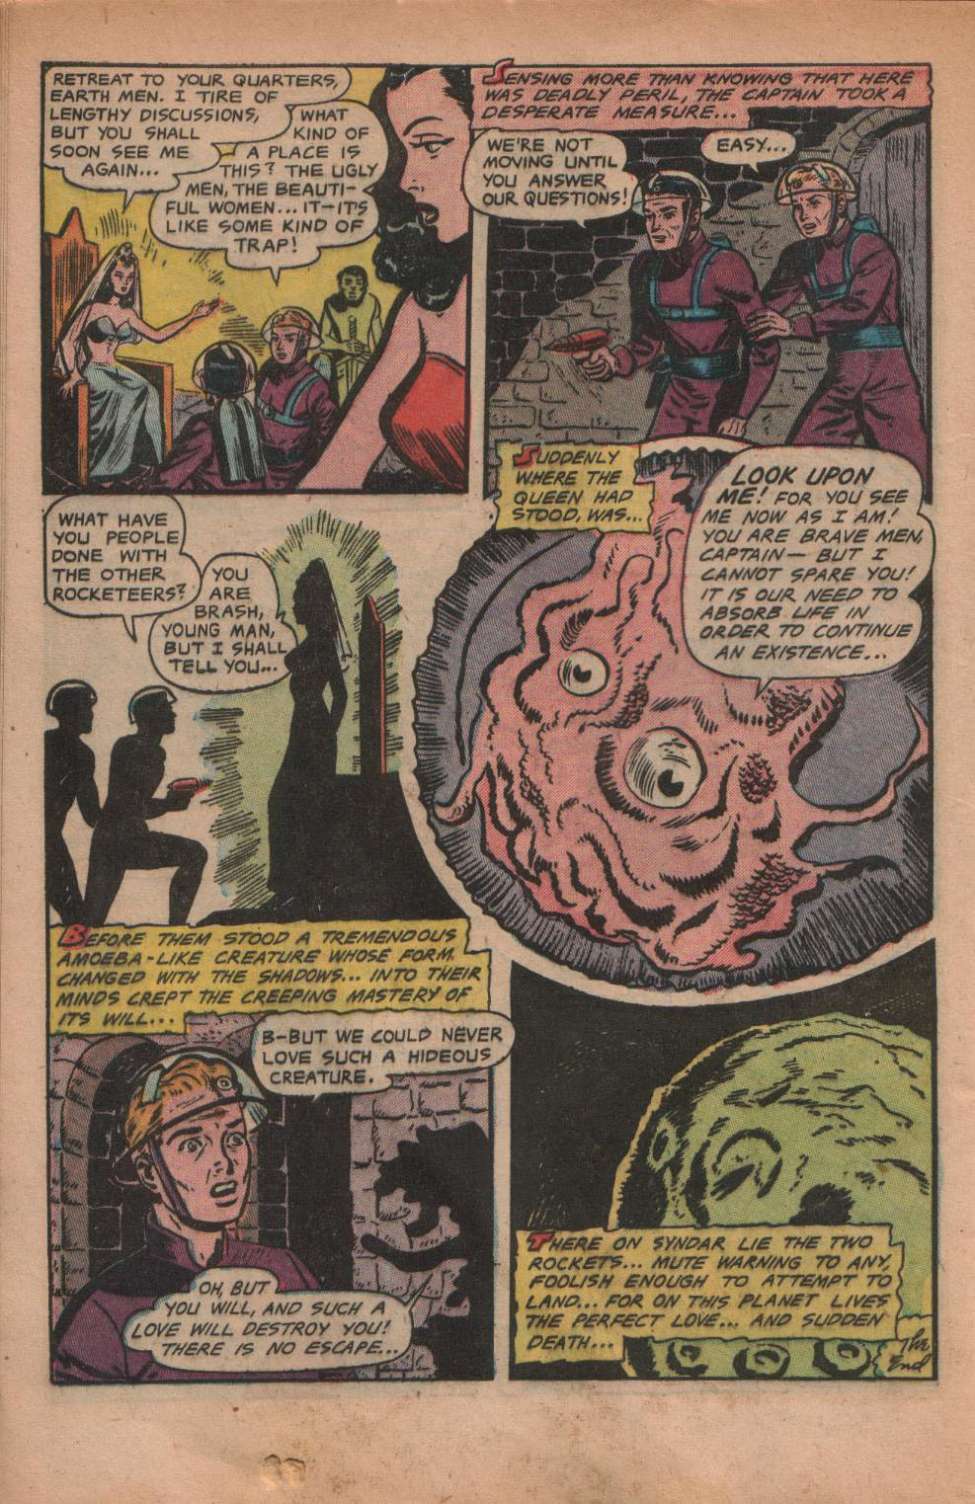 RETREAT TO YOUR QUARTERS,
EARTH MEN. I TIRE OF
LENGTHY DISCUSSIONS,
BUT YOU SHALL
SOON SEE ME
AGAIN...
WHAT
KIND OF
A PLACE IS
THIS? THE UGLY
MEN, THE BEAUTI-
FUL WOMEN... IT-IT'S
LIKE SOME KIND OF
TRAP!
SENSING MORE THAN KNOWING THAT HERE
WAS DEADLY PERIL, THE CAPTAIN TOOK A
DESPERATE MEASURE...
WE'RE NOT
MOVING UNTIL
YOU ANSWER
OUR QUESTIONS!
EASY...
WHAT HAVE
YOU PEOPLE
DONE WITH
THE OTHER
ROCKETEERS?
YOU
ARE
BRASH,
YOUNG MAN,
BUT I SHALL
TELL YOU...
SUDDENLY
WHERE THE
QUEEN HAD
STOOD, WAS...
LOOK UPON
ME! FOR YOU SEE
ME NOW AS I AM!
YOU ARE BRAVE MEN,
CAPTAIN- BUT I
CANNOT SPARE YOU!
IT IS OUR NEED TO
ABSORB LIFE IN
ORDER TO CONTINUE
AN EXISTENCE...
BEFORE THEM STOOD A TREMENDOUS
AMOEBA-LIKE CREATURE WHOSE FORM
CHANGED WITH THE SHADOWS... INTO THEIR
MINDS CREPT THE CREEPING MASTERY OF
ITS WILL...
B-BUT WE COULD NEVER
LOVE SUCH A HIDEOUS
CREATURE.
OH, BUT
YOU WILL, AND SUCH A
LOVE WILL DESTROY YOU!
THERE IS NO ESCAPE...
THERE ON SYNDAR LIE THE TWO
ROCKETS... MUTE WARNING TO ANY,
FOOLISH ENOUGH TO ATTEMPT TO
LAND... FOR ON THIS PLANET LIVES
THE PERFECT LOVE... AND SUDDEN
DEATH...
The
End